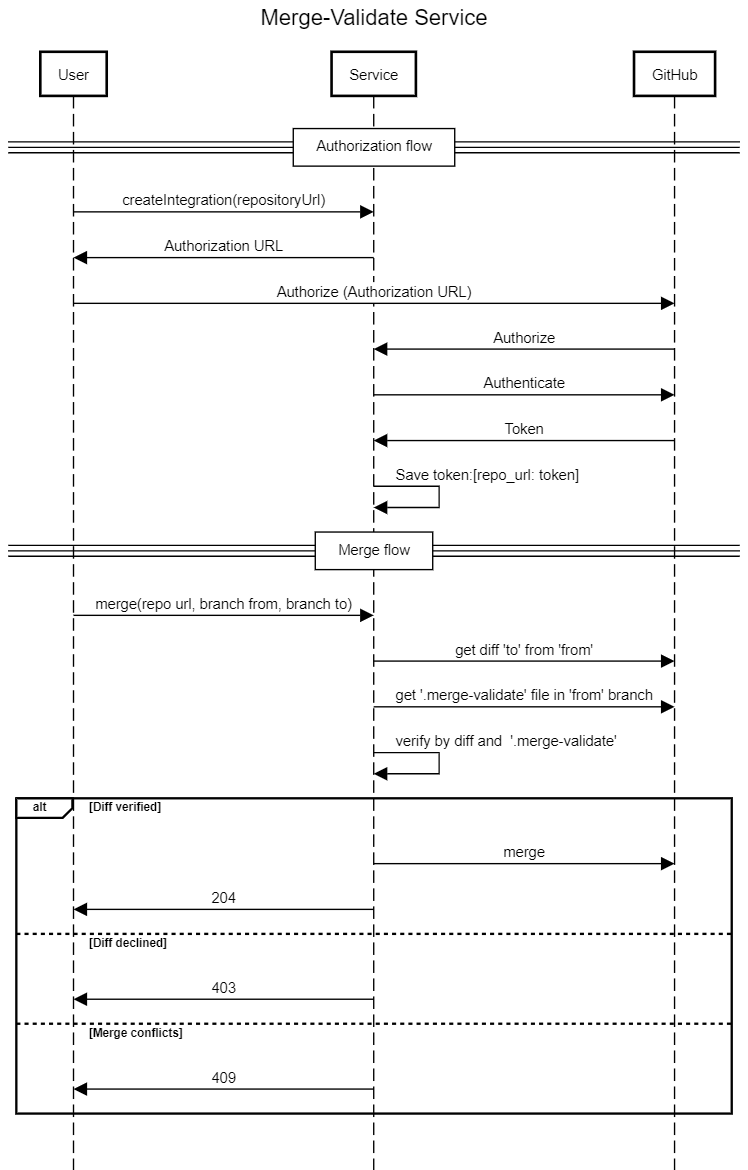 Merge-Validate Service
User
Service
GitHub
Authorization flow
createIntegration(repositoryUrl)
Authorization URL
Authorize (Authorization URL)
Authorize
Authenticate
Token
Save token:[repo_url: token]
Merge flow
merge(repo url, branch from, branch to)
get diff 'to' from 'from'
get '.merge-validate' file in 'from' branch
verify by diff and  '.merge-validate'
alt
[Diff verified]
merge
204
[Diff declined]
403
[Merge conflicts]
409